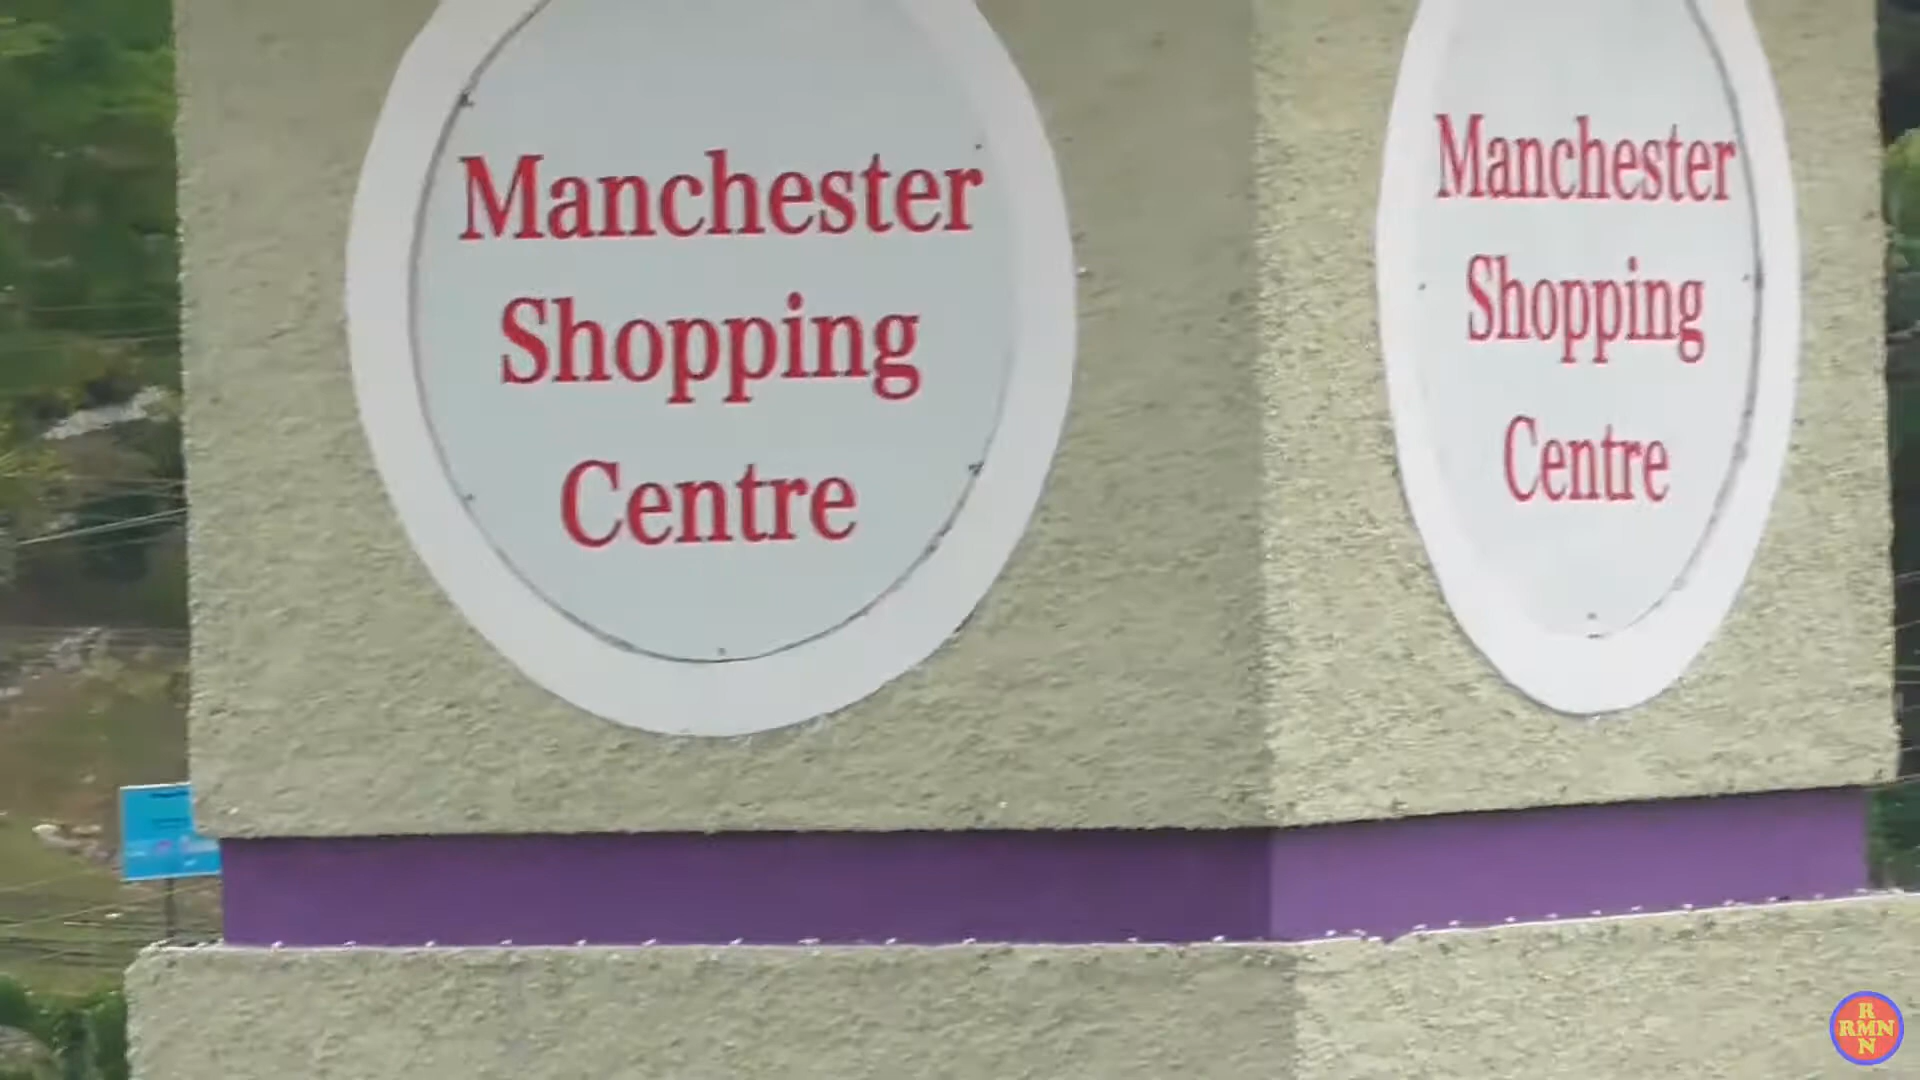 Manchester
Shopping
Centre
Manchester
Shopping
Centre
R
RMN
N